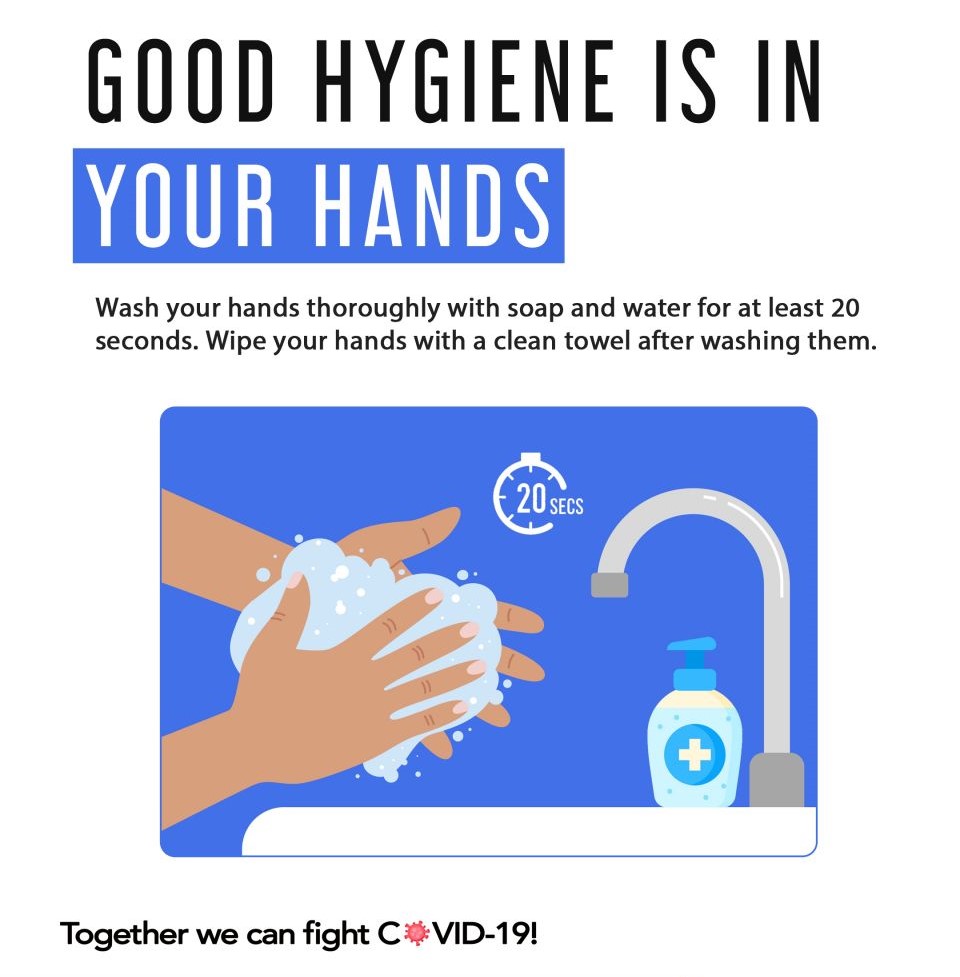 GOOD HYGIENE IS IN
YOUR HANDS
Wash your hands thoroughly with soap and water for at least 20
seconds. Wipe your hands with a clean towel after washing them.
20 SECS
Together we can fight COVID-19!